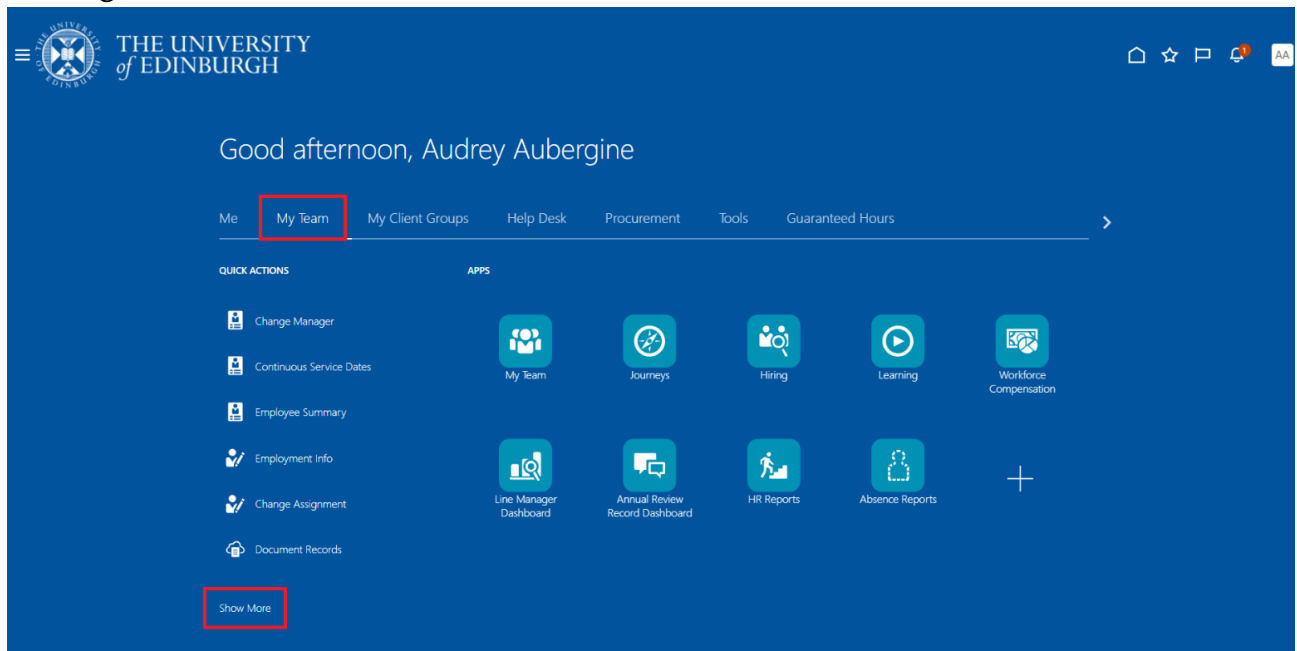 THE UNIVERSITY
of EDINBURGH
1
AA
Good afternoon, Audrey Aubergine
Me My Team My Client Groups Help Desk Procurement Tools Guaranteed Hours
QUICK ACTIONS
Change Manager
Continuous Service Dates
Employee Summary
Employment Info
Change Assignment
Document Records
Show More
APPS
My Team
Journeys
Hiring
Learning
Workforce
Compensation
Line Manager
Dashboard
Annual Review
Record Dashboard
HR Reports
Absence Reports